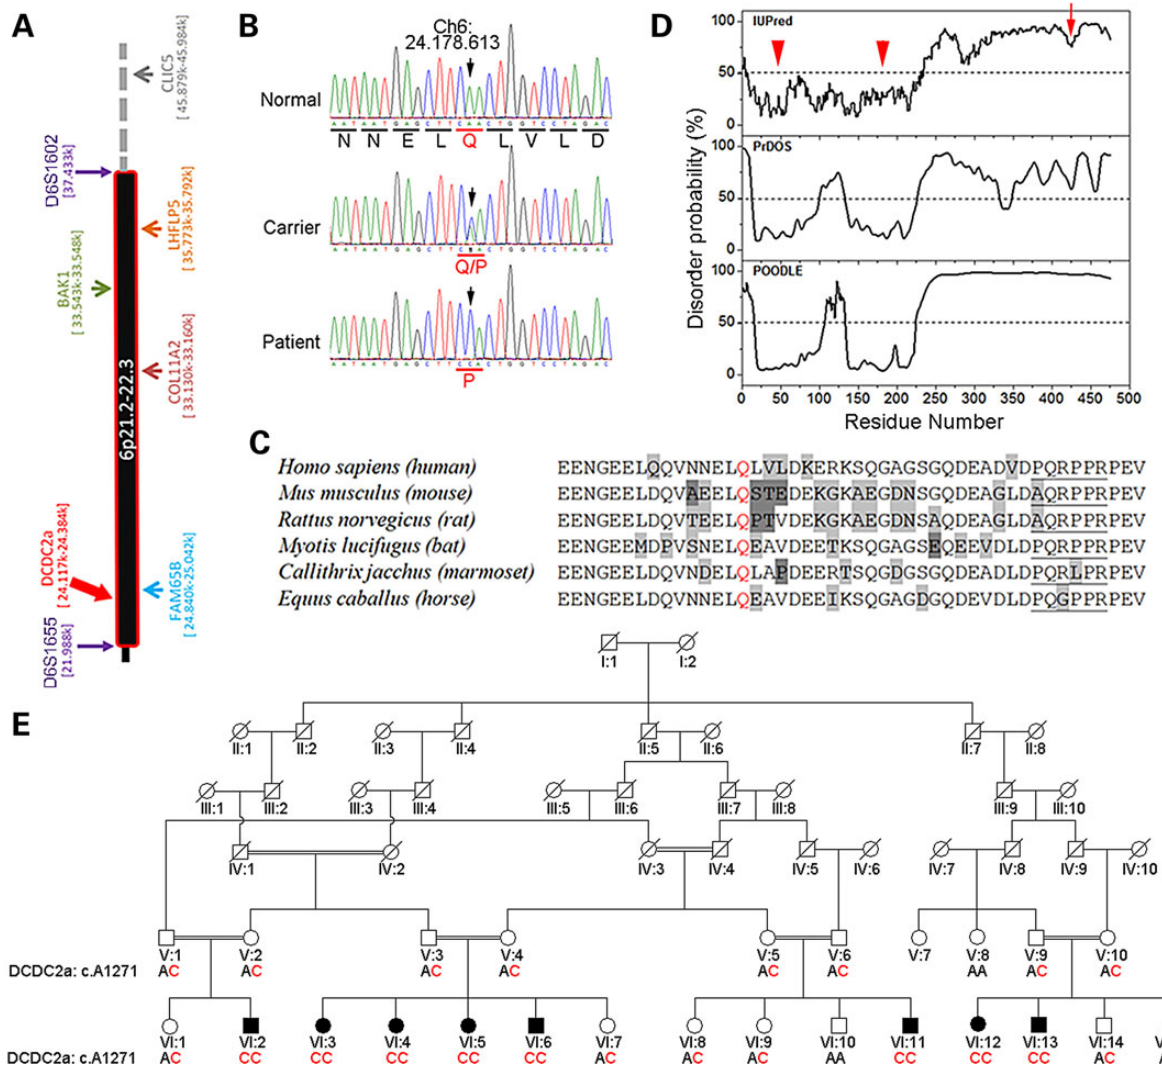 A
CLIC5
[45.879k-45.984k]
D6S1602
[37.433k]
LHFLP5
[35.773k-35.792k]
BAK1
[33.543k-33.548k]
COL11A2
[33.130k-33.160k]
6p21.2-22.3
DCDC2a
[24.117k-24.384k]
FAM65B
[24.840k-25.042k]
D6S1655
[21.988k]
B
Ch6:
24.178.613
Normal
AATAATGAGCTTCAACTGGTCCTAGAC
N N E L Q L V L D
Carrier
Q/P
Patient
AATAATGAGCTTCCACTGGTCCTAGAC
P
D
Disorder probability (%)
IUPred
100
50
0
PrDOS
100
50
0
POODLE
100
50
0
0 50 100 150 200 250 300 350 400 450 500
Residue Number
C
Homo sapiens (human) EENGEELQQVNNELQLVLDKERKSQGAGSGQDEADVDPQRPPRPEV
Mus musculus (mouse) EENGEELDQVAEELQSTEDEKGKAEGDNSGQDEAGLDAQRPPRPEV
Rattus norvegicus (rat) EENGEELDQVTEELQPTVDEKGKAEGDNSAQDEAGLDAQRPPRPEV
Myotis lucifugus (bat) EENGEEMDPVSNELQEAVDEETKSQGAGSEQEEVDLDPQRPPRPEV
Callithrix jacchus (marmoset) EENGEELDQVNDELQLAPDEERTSQGDGSGQDEADLDPQRLPRPEV
Equus caballus (horse) EENGEELDQVNNELQEAVDEEIKSQGAGDGQDEVDLDPQGPPRPEV
E
I:1 I:2
II:1 II:2 II:3 II:4 II:5 II:6 II:7 II:8
III:1 III:2 III:3 III:4 III:5 III:6 III:7 III:8 III:9 III:10
IV:1 IV:2 IV:3 IV:4 IV:5 IV:6 IV:7 IV:8 IV:9 IV:10
V:1 V:2 V:3 V:4 V:5 V:6 V:7 V:8 V:9 V:10
DCDC2a: c.A1271 AC AC AC AC AC AC AA AC AC
VI:1 VI:2 VI:3 VI:4 VI:5 VI:6 VI:7 VI:8 VI:9 VI:10 VI:11 VI:12 VI:13 VI:14
DCDC2a: c.A1271 AC CC CC CC CC CC AC AC AC AA CC CC CC AC